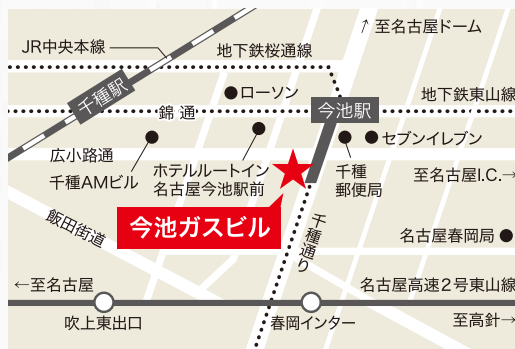 ↗至名古屋ドーム
JR中央本線
地下鉄桜通線
千種駅
ローソン
地下鉄東山線
錦通
今池駅
セブンイレブン
広小路通
千種AMビル
ホテルルートイン
名古屋今池駅前
千種
郵便局
至名古屋I.C.→
飯田街道
今池ガスビル
千種通り
名古屋春岡局
←至名古屋
名古屋高速2号東山線
吹上東出口
春岡インター
至高針→